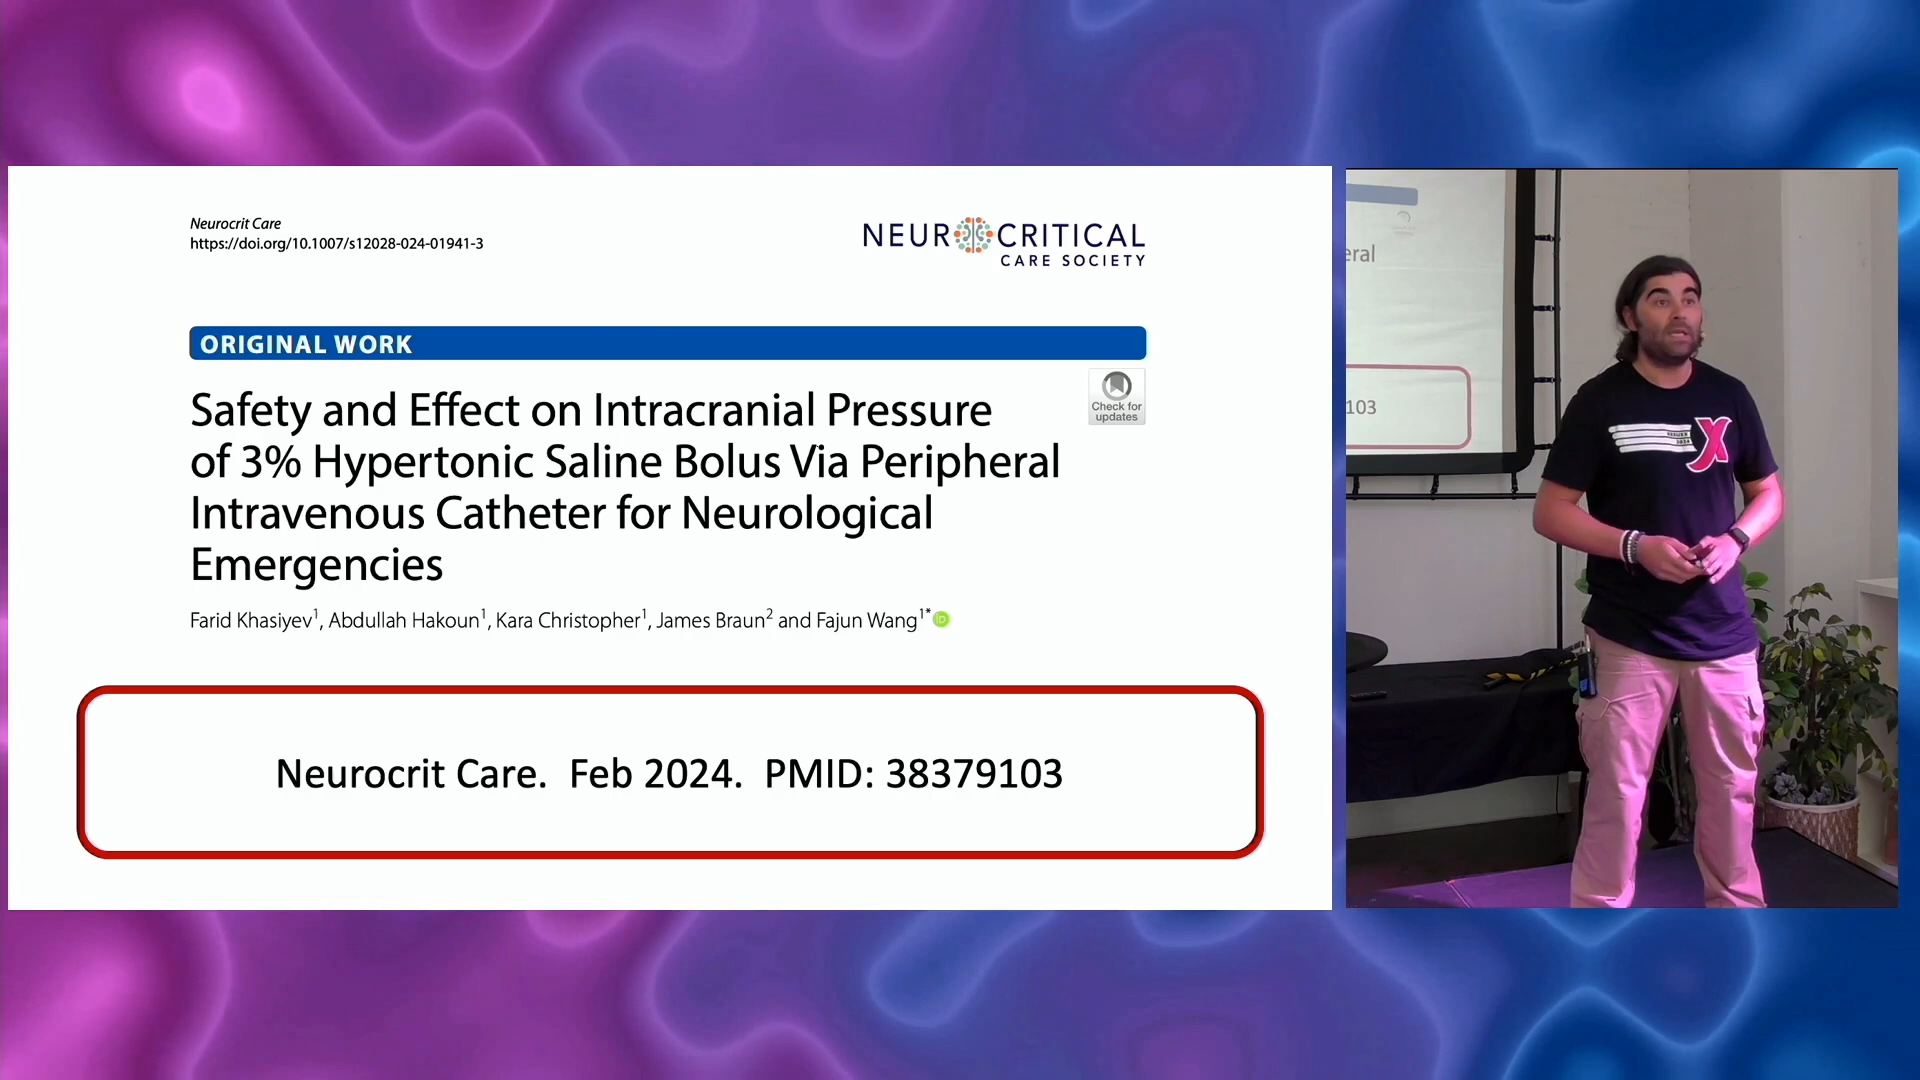 Neurocrit Care
https://doi.org/10.1007/s12028-024-01941-3
NEUROCRITICAL
CARE SOCIETY
ORIGINAL WORK
Check for
updates
Safety and Effect on Intracranial Pressure
of 3% Hypertonic Saline Bolus Via Peripheral
Intravenous Catheter for Neurological
Emergencies
Farid Khasiyev1, Abdullah Hakoun1, Kara Christopher1, James Braun2 and Fajun Wang1* iD
Neurocrit Care. Feb 2024. PMID: 38379103
eral
103
X